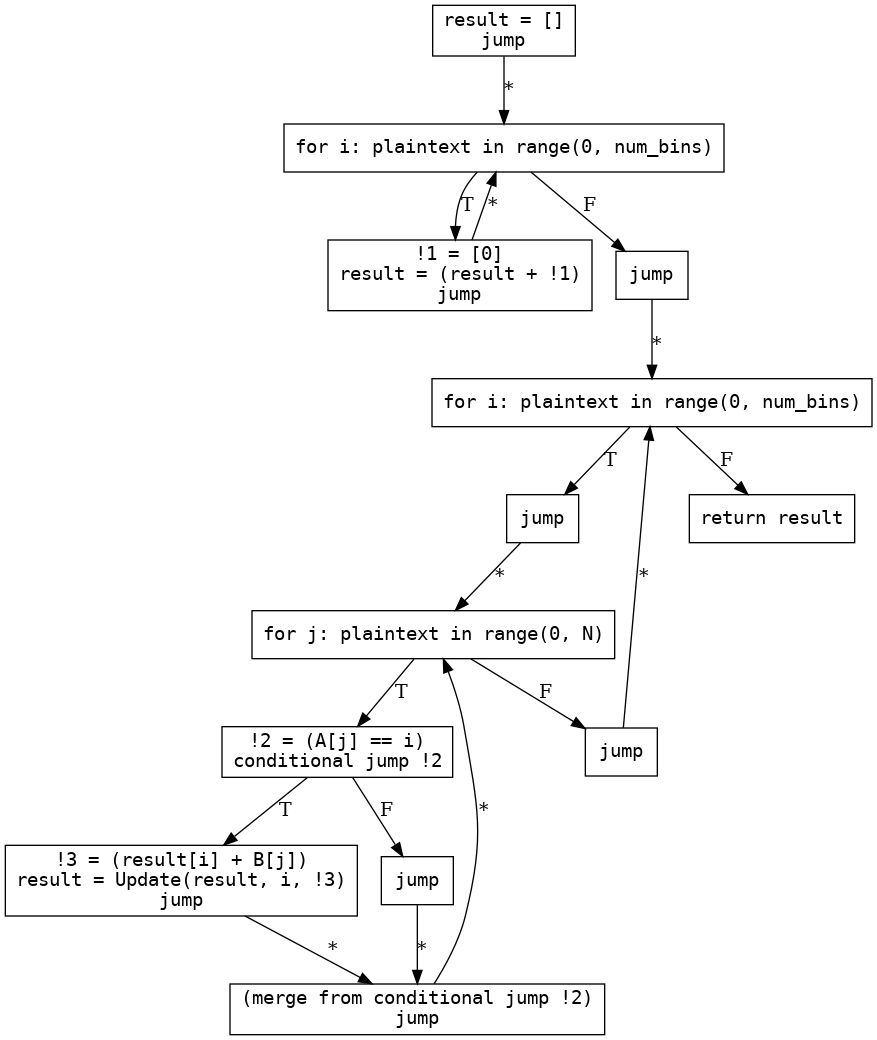 result = []
jump
*
for i: plaintext in range(0, num_bins)
T
*
F
!1 = [0]
result = (result + !1)
jump
jump
*
for i: plaintext in range(0, num_bins)
T
F
jump
return result
*
*
for j: plaintext in range(0, N)
T
F
!2 = (A[j] == i)
conditional jump !2
jump
T
F
*
!3 = (result[i] + B[j])
result = Update(result, i, !3)
jump
jump
*
*
(merge from conditional jump !2)
jump